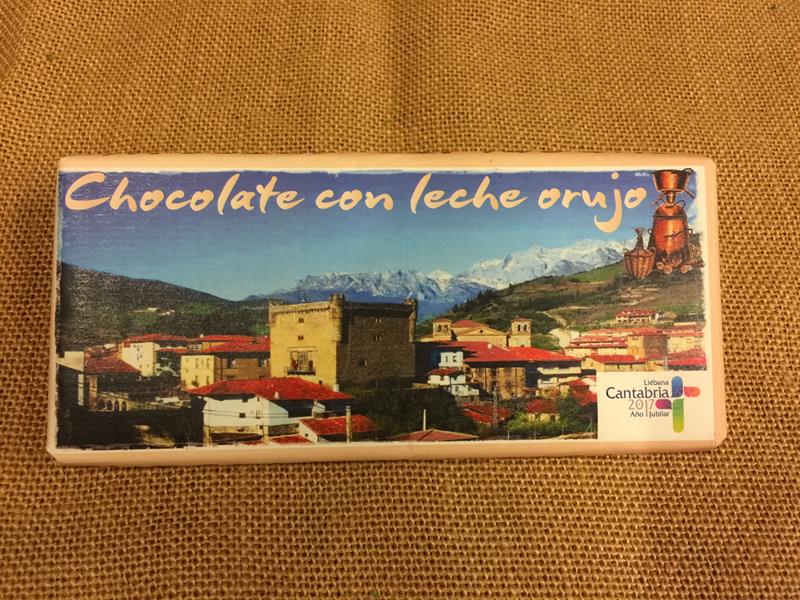 Chocolate con leche orujo
Liébana
Cantabria
2017
Año Jubilar